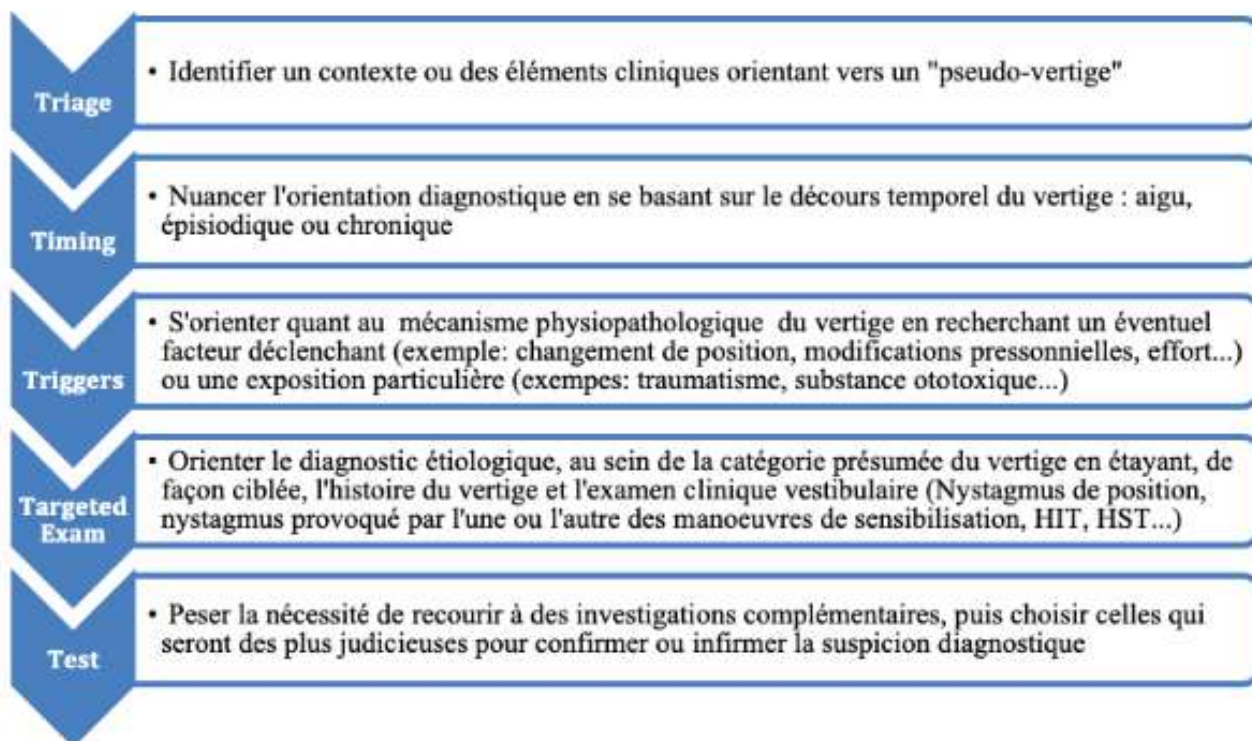 Triage
• Identifier un contexte ou des éléments cliniques orientant vers un "pseudo-vertige"
Timing
• Nuancer l'orientation diagnostique en se basant sur le décours temporel du vertige : aigu,
épisiodique ou chronique
Triggers
• S'orienter quant au mécanisme physiopathologique du vertige en recherchant un éventuel
facteur déclenchant (exemple: changement de position, modifications pressonnielles, effort...)
ou une exposition particulière (exempes: traumatisme, substance ototoxique...)
Targeted
Exam
• Orienter le diagnostic étiologique, au sein de la catégorie présumée du vertige en étayant, de
façon ciblée, l'histoire du vertige et l'examen clinique vestibulaire (Nystagmus de position,
nystagmus provoqué par l'une ou l'autre des manoeuvres de sensibilisation, HIT, HST...)
Test
• Peser la nécessité de recourir à des investigations complémentaires, puis choisir celles qui
seront des plus judicieuses pour confirmer ou infirmer la suspicion diagnostique